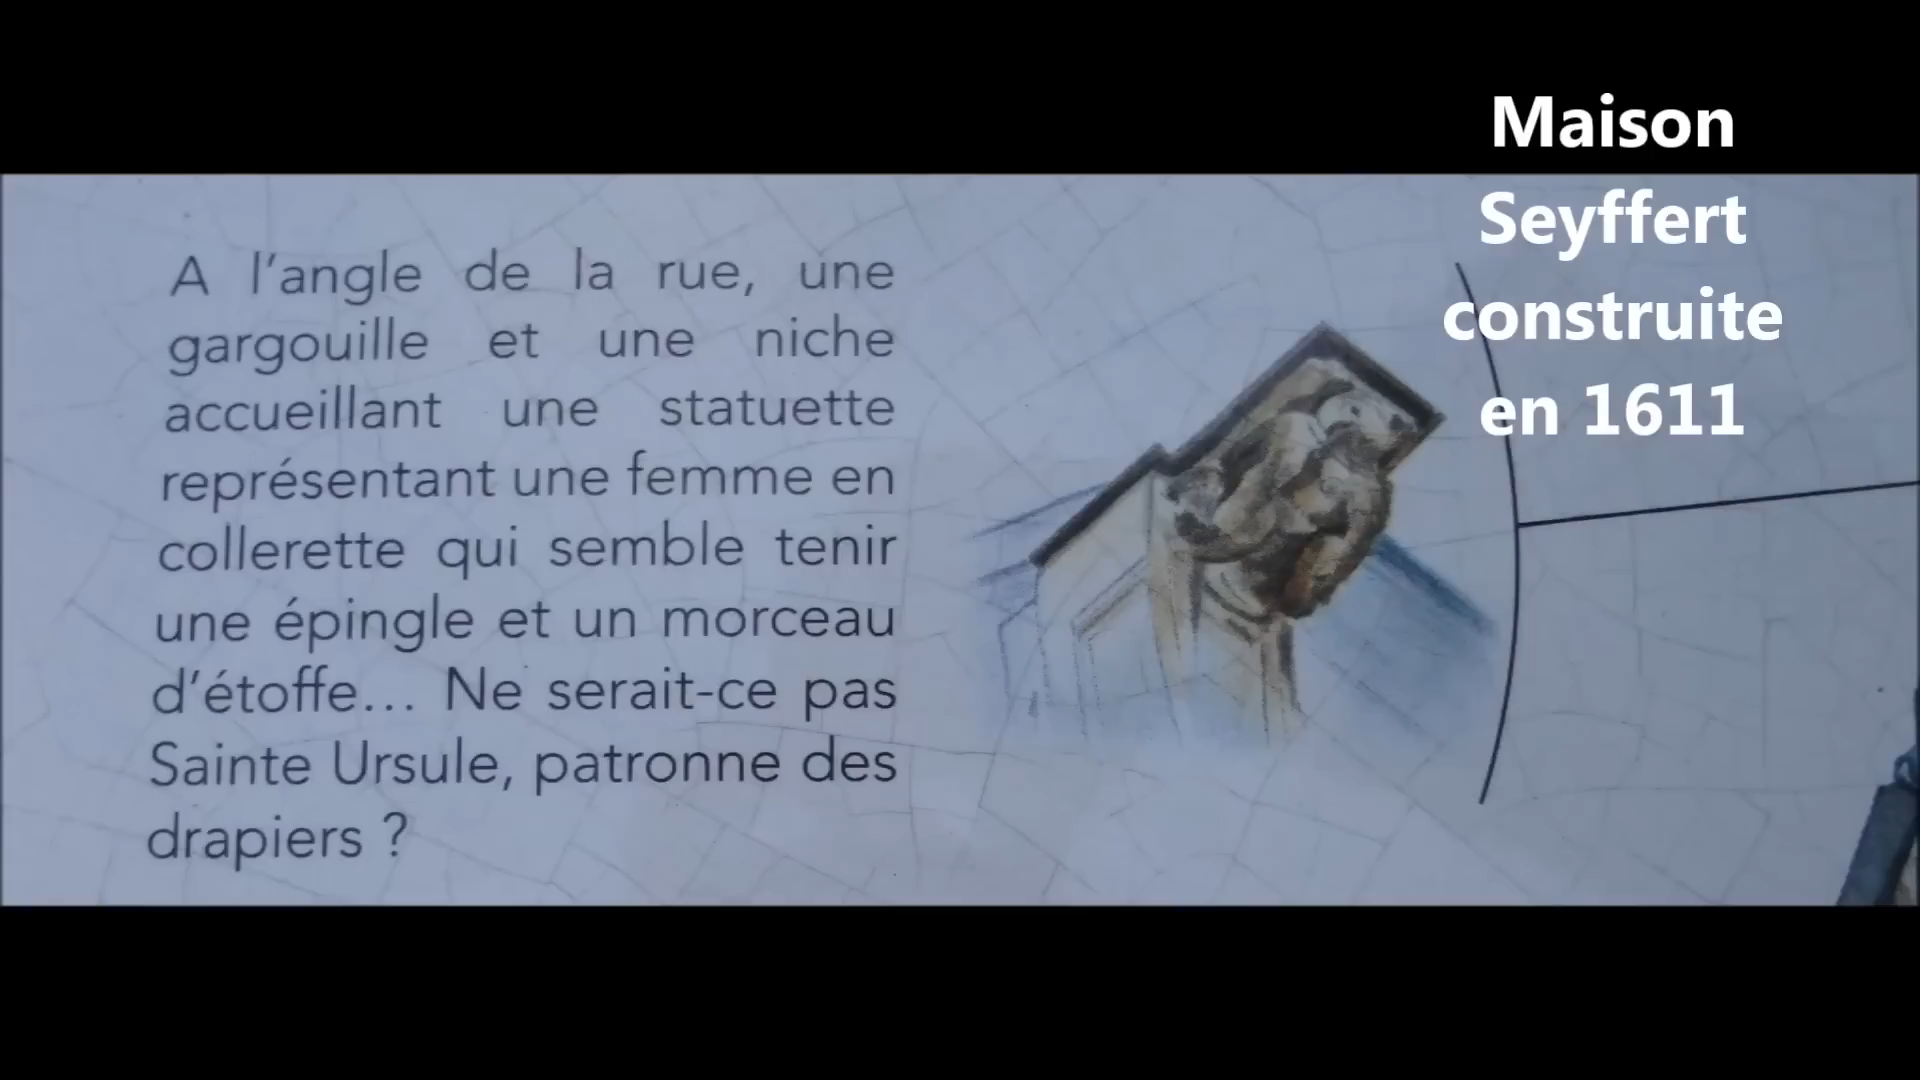 A l'angle de la rue, une
gargouille et une niche
accueillant une statuette
représentant une femme en
collerette qui semble tenir
une épingle et un morceau
d'étoffe... Ne serait-ce pas
Sainte Ursule, patronne des
drapiers ?
Maison
Seyffert
construite
en 1611